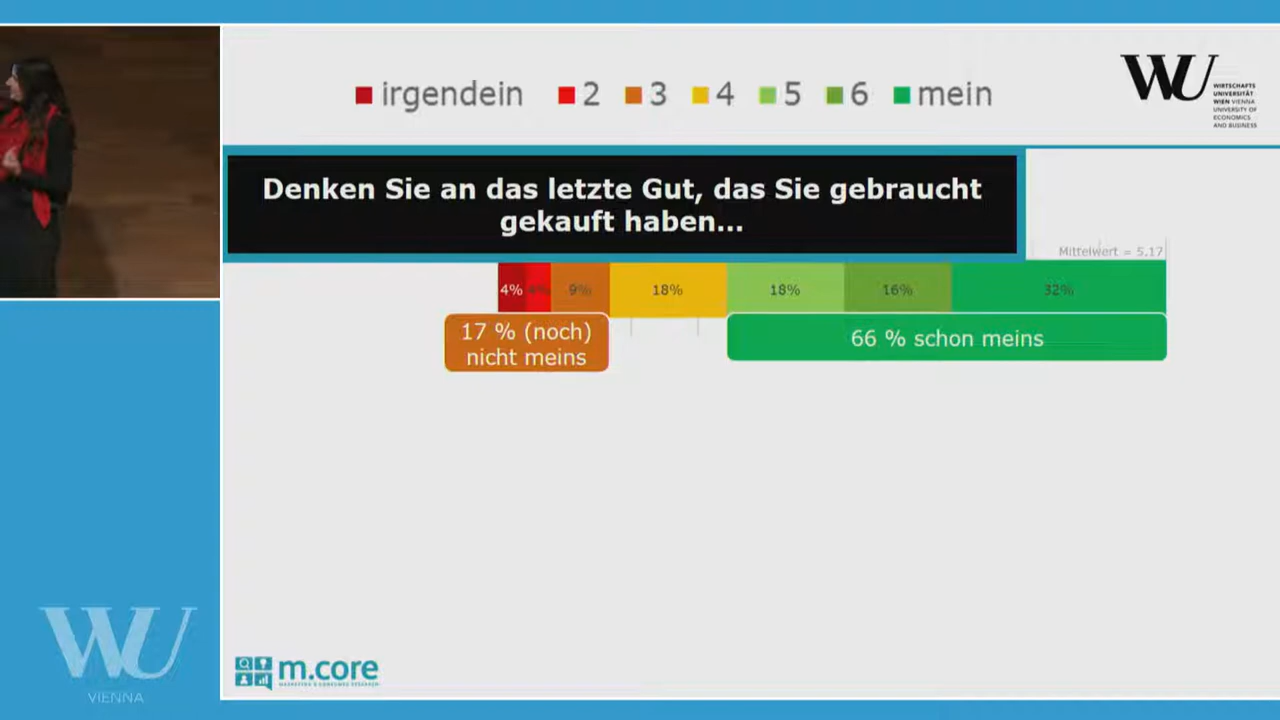 irgendein 2 3 4 5 6 mein
WU
WIRTSCHAFTS
UNIVERSITÄT
WIEN VIENNA
UNIVERSITY OF
ECONOMICS
AND BUSINESS
Denken Sie an das letzte Gut, das Sie gebraucht
gekauft haben...
Mittelwert = 5,17
4% 4% 9% 18% 18% 16% 32%
17 % (noch)
nicht meins
66 % schon meins
WU
VIENNA
m.core
MARKETING & CONSUMER RESEARCH